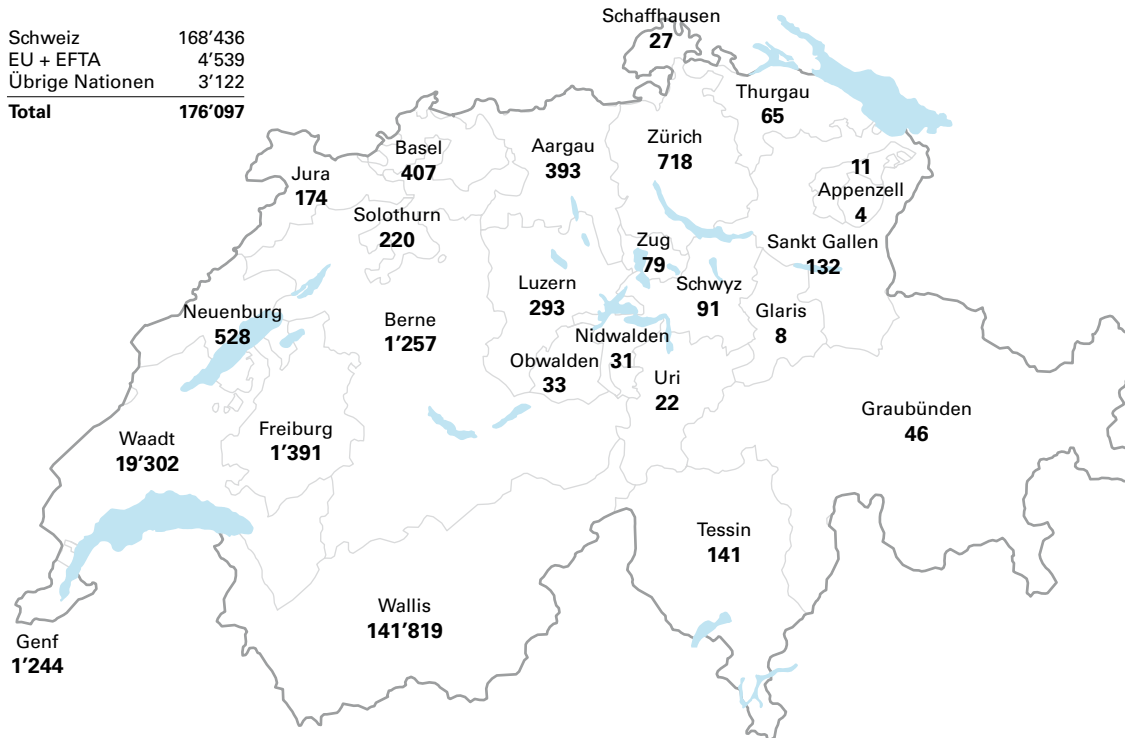 Schweiz 168’436
EU + EFTA 4’539
Übrige Nationen 3’122
Total 176’097
Schaffhausen
27
Thurgau
65
Zürich
718
Aargau
393
Basel
407
Jura
174
11
Appenzell
4
Solothurn
220
Zug
79
Sankt Gallen
132
Luzern
293
Schwyz
91
Neuenburg
528
Berne
1’257
Glaris
8
Nidwalden
31
Obwalden
33
Uri
22
Graubünden
46
Waadt
19’302
Freiburg
1’391
Tessin
141
Wallis
141’819
Genf
1’244